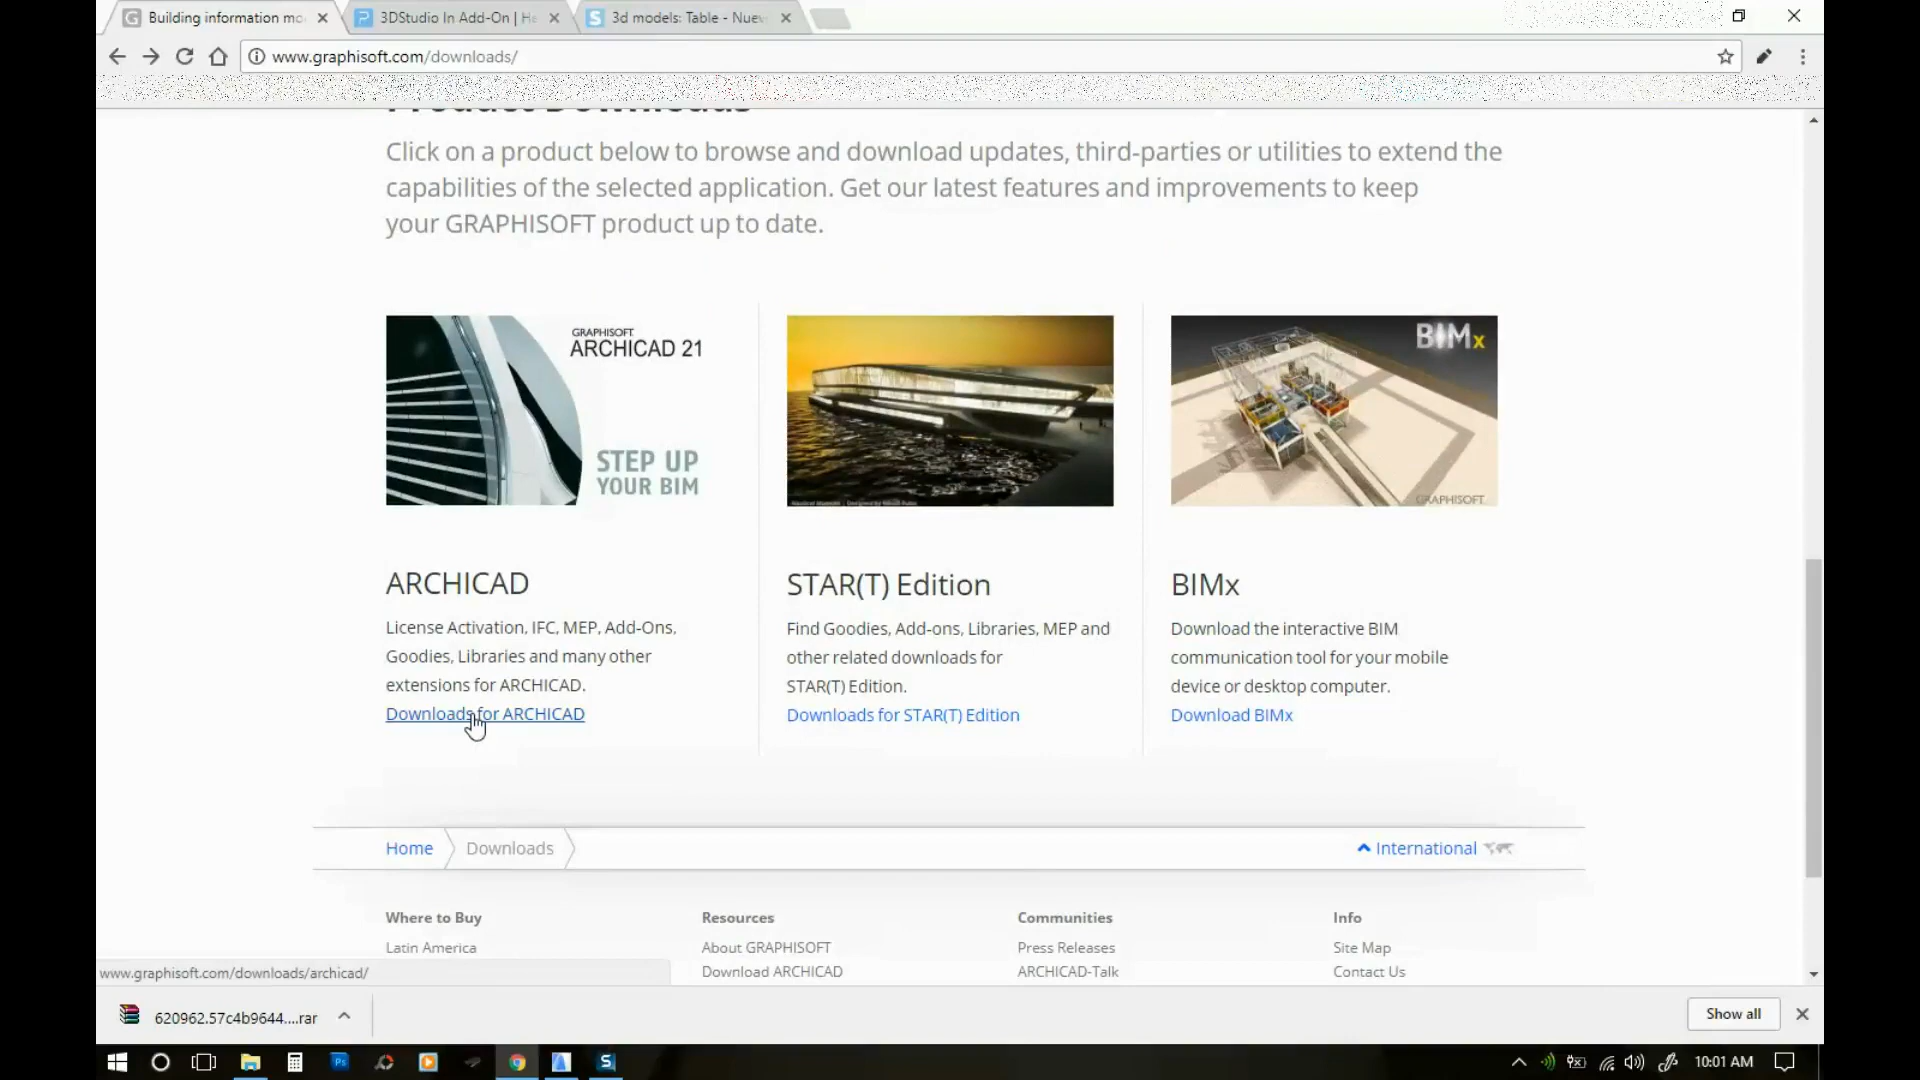 Building information mo
3DStudio In Add-On | He
3d models: Table - Nuev
www.graphisoft.com/downloads/
Product Downloads
Click on a product below to browse and download updates, third-parties or utilities to extend the
capabilities of the selected application. Get our latest features and improvements to keep
your GRAPHISOFT product up to date.
GRAPHISOFT
ARCHICAD 21
STEP UP
YOUR BIM
BIMx
GRAPHISOFT
ARCHICAD
License Activation, IFC, MEP, Add-Ons,
Goodies, Libraries and many other
extensions for ARCHICAD.
Downloads for ARCHICAD
STAR(T) Edition
Find Goodies, Add-ons, Libraries, MEP and
other related downloads for
STAR(T) Edition.
Downloads for STAR(T) Edition
BIMx
Download the interactive BIM
communication tool for your mobile
device or desktop computer.
Download BIMx
Home
Downloads
International
Where to Buy
Latin America
Resources
About GRAPHISOFT
Download ARCHICAD
Communities
Press Releases
ARCHICAD-Talk
Info
Site Map
Contact Us
www.graphisoft.com/downloads/archicad/
620962.57c4b9644....rar
Show all
Ps
10:01 AM